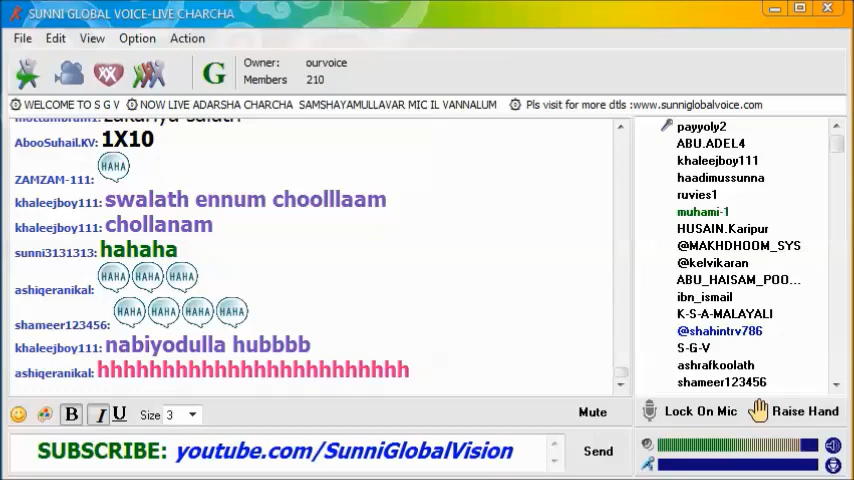 SUNNI GLOBAL VOICE-LIVE CHARCHA
File Edit View Option Action
G
Owner: ourvoice
Members 210
WELCOME TO S G V NOW LIVE ADARSHA CHARCHA SAMSHAYAMULLAVAR MIC IL VANNALUM Pls visit for more dtls :www.sunniglobalvoice.com
AbooSuhail.KV: 1X10
ZAMZAM-111: HAHA
khaleejboy111: swalath ennum choolllaam
khaleejboy111: chollanam
sunni3131313: hahaha
ashiqeranikal: HAHA HAHA HAHA
shameer123456: HAHA HAHA HAHA HAHA
khaleejboy111: nabiyodulla hubbbb
ashiqeranikal: hhhhhhhhhhhhhhhhhhhhhhhh
payyoly2
ABU.ADEL4
khaleejboy111
haadimussunna
ruvies1
muhami-1
HUSAIN.Karipur
@MAKHDHOOM_SYS
@kelvikaran
ABU_HAISAM_POO...
ibn_ismail
K-S-A-MALAYALI
@shahintrv786
S-G-V
ashrafkoolath
shameer123456
B I U Size 3 Mute
Lock On Mic Raise Hand
SUBSCRIBE: youtube.com/SunniGlobalVision
Send